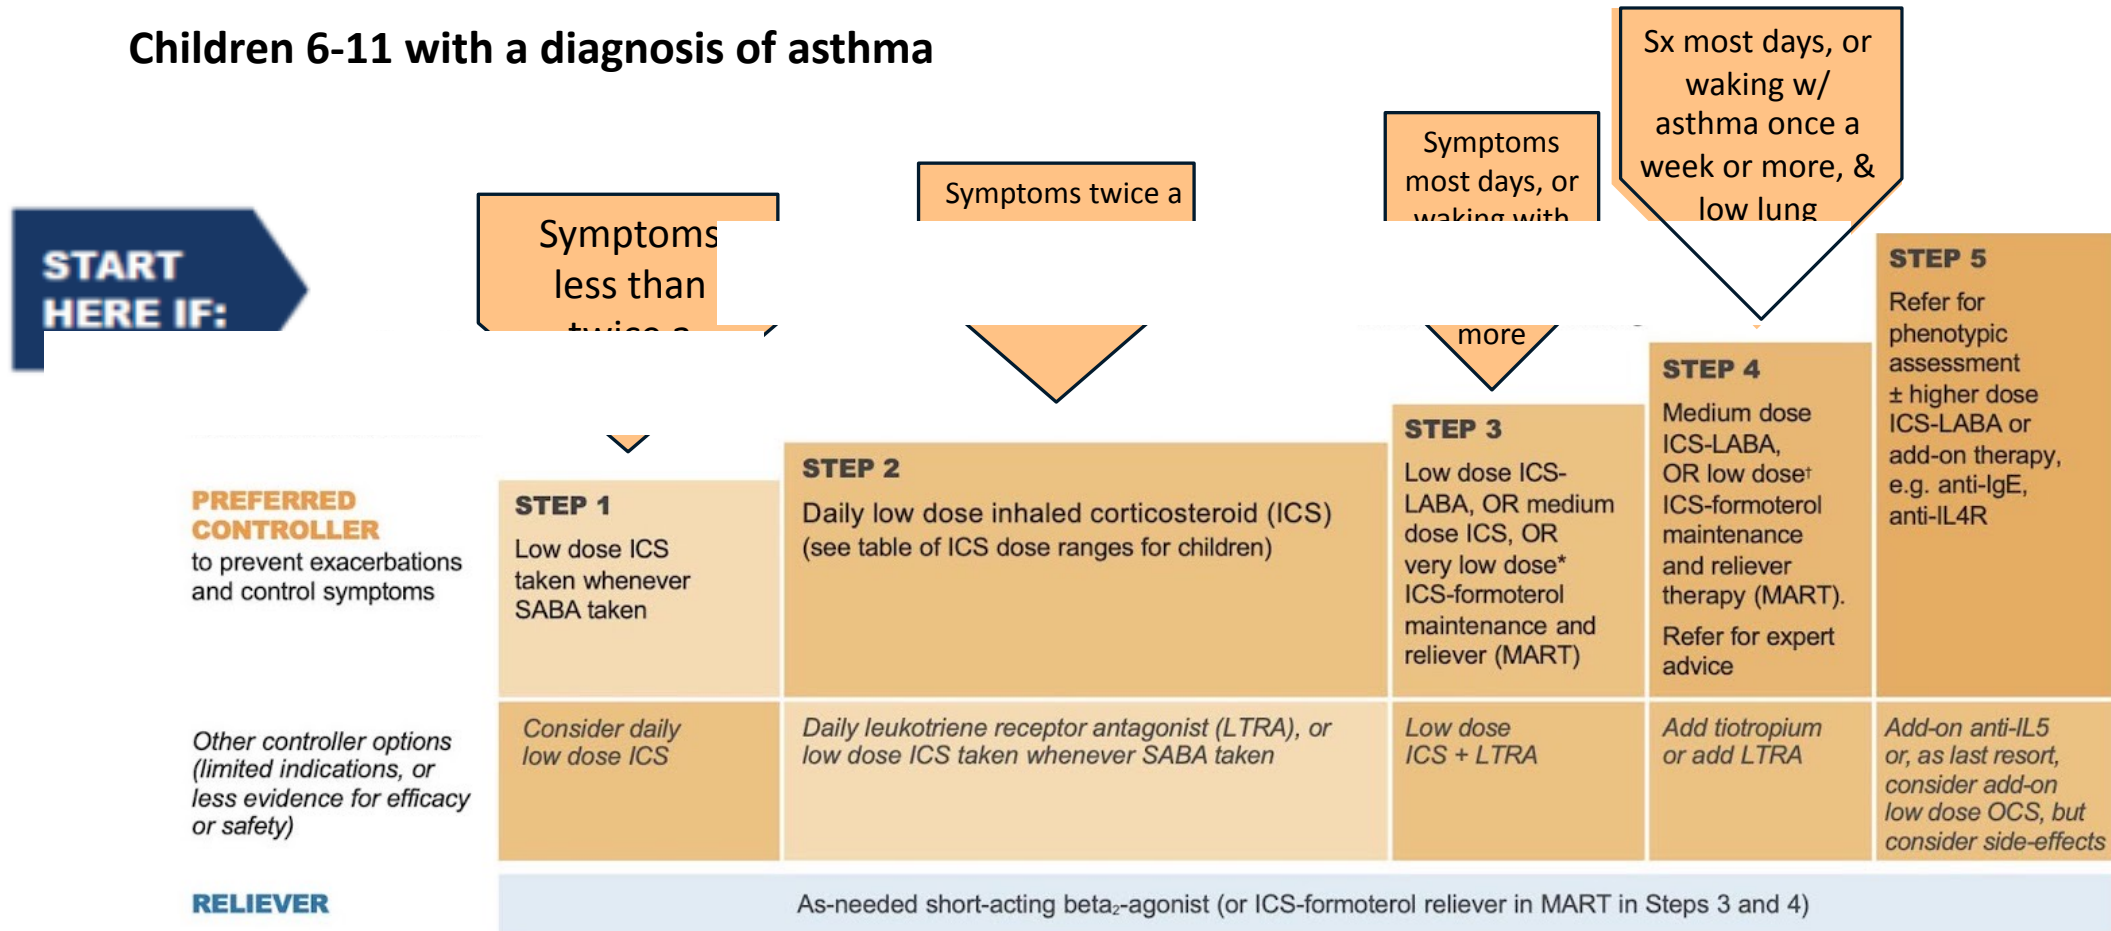 Children 6-11 with a diagnosis of asthma
START
HERE IF:
Symptoms
less than
Symptoms twice a
Symptoms
most days, or
waking with
more
Sx most days, or
waking w/
asthma once a
week or more, &
low lung
PREFERRED
CONTROLLER
to prevent exacerbations
and control symptoms
STEP 1
Low dose ICS
taken whenever
SABA taken
STEP 2
Daily low dose inhaled corticosteroid (ICS)
(see table of ICS dose ranges for children)
STEP 3
Low dose ICS-
LABA, OR medium
dose ICS, OR
very low dose*
ICS-formoterol
maintenance and
reliever (MART)
STEP 4
Medium dose
ICS-LABA,
OR low dose†
ICS-formoterol
maintenance
and reliever
therapy (MART).
Refer for expert
advice
STEP 5
Refer for
phenotypic
assessment
± higher dose
ICS-LABA or
add-on therapy,
e.g. anti-IgE,
anti-IL4R
Other controller options
(limited indications, or
less evidence for efficacy
or safety)
Consider daily
low dose ICS
Daily leukotriene receptor antagonist (LTRA), or
low dose ICS taken whenever SABA taken
Low dose
ICS + LTRA
Add tiotropium
or add LTRA
Add-on anti-IL5
or, as last resort,
consider add-on
low dose OCS, but
consider side-effects
RELIEVER
As-needed short-acting beta₂-agonist (or ICS-formoterol reliever in MART in Steps 3 and 4)